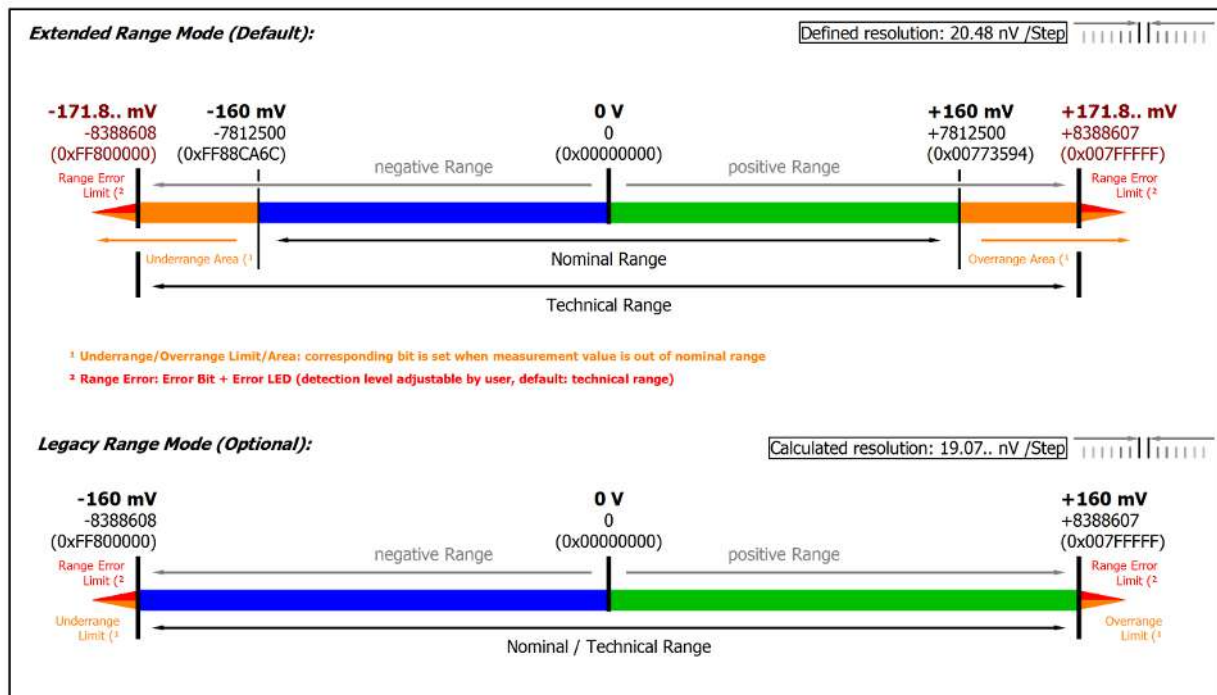 Extended Range Mode (Default):
Defined resolution: 20.48 nV /Step
-171.8.. mV
-8388608
(0xFF800000)
-160 mV
-7812500
(0xFF88CA6C)
0 V
0
(0x00000000)
+160 mV
+7812500
(0x00773594)
+171.8.. mV
+8388607
(0x007FFFFF)
Range Error
Limit (²
negative Range
positive Range
Range Error
Limit (²
Underrange Area (¹
Nominal Range
Overrange Area (¹
Technical Range
¹ Underrange/Overrange Limit/Area: corresponding bit is set when measurement value is out of nominal range
² Range Error: Error Bit + Error LED (detection level adjustable by user, default: technical range)
Legacy Range Mode (Optional):
Calculated resolution: 19.07.. nV /Step
-160 mV
-8388608
(0xFF800000)
0 V
0
(0x00000000)
+160 mV
+8388607
(0x007FFFFF)
Range Error
Limit (²
negative Range
positive Range
Range Error
Limit (²
Underrange
Limit (¹
Nominal / Technical Range
Overrange
Limit (¹